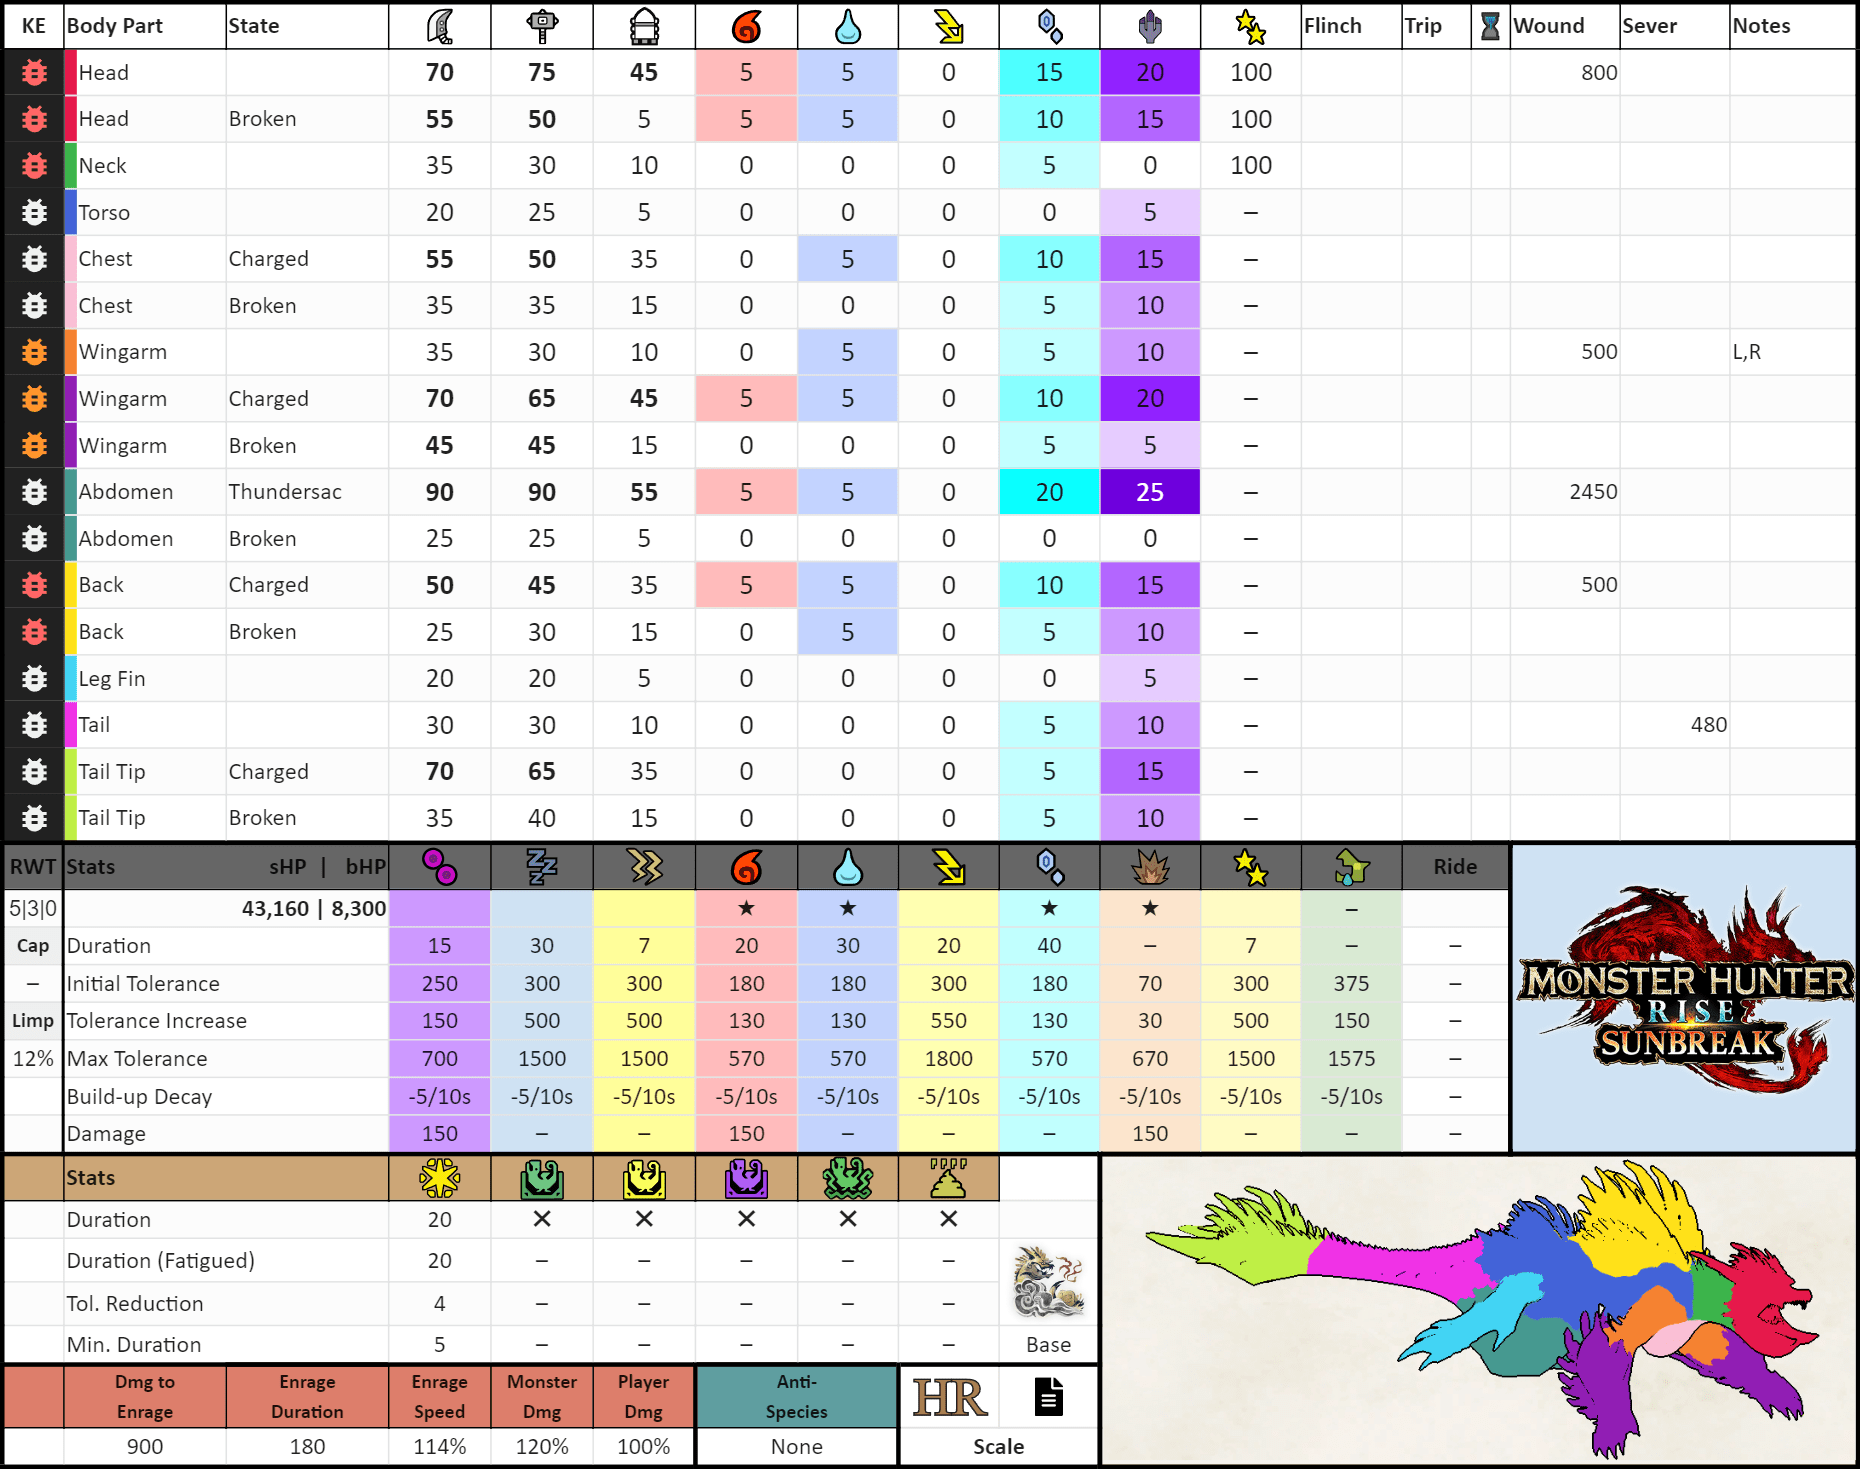 KE Body Part State Flinch Trip Wound Sever Notes
Head 70 75 45 5 5 0 15 20 100 800
Head Broken 55 50 5 5 5 0 10 15 100
Neck 35 30 10 0 0 0 5 0 100
Torso 20 25 5 0 0 0 0 5 –
Chest Charged 55 50 35 0 5 0 10 15 –
Chest Broken 35 35 15 0 0 0 5 10 –
Wingarm 35 30 10 0 5 0 5 10 – 500 L,R
Wingarm Charged 70 65 45 5 5 0 10 20 –
Wingarm Broken 45 45 15 0 0 0 5 5 –
Abdomen Thundersac 90 90 55 5 5 0 20 25 – 2450
Abdomen Broken 25 25 5 0 0 0 0 0 –
Back Charged 50 45 35 5 5 0 10 15 – 500
Back Broken 25 30 15 0 5 0 5 10 –
Leg Fin 20 20 5 0 0 0 0 5 –
Tail 30 30 10 0 0 0 5 10 – 480
Tail Tip Charged 70 65 35 0 0 0 5 15 –
Tail Tip Broken 35 40 15 0 0 0 5 10 –
RWT Stats sHP | bHP Ride
5|3|0 43,160 | 8,300 ★ ★ ★ ★ –
Cap Duration 15 30 7 20 30 20 40 – 7 – –
– Initial Tolerance 250 300 300 180 180 300 180 70 300 375 –
Limp Tolerance Increase 150 500 500 130 130 550 130 30 500 150 –
12% Max Tolerance 700 1500 1500 570 570 1800 570 670 1500 1575 –
Build-up Decay -5/10s -5/10s -5/10s -5/10s -5/10s -5/10s -5/10s -5/10s -5/10s -5/10s –
Damage 150 – – 150 – – – 150 – – –
MONSTER HUNTER
RISE
SUNBREAK™
Stats
Duration 20 ✕ ✕ ✕ ✕ ✕
Duration (Fatigued) 20 – – – – –
Tol. Reduction 4 – – – – –
Min. Duration 5 – – – – – Base
Dmg to Enrage Enrage Monster Player Anti-
Enrage Duration Speed Dmg Dmg Species HR
900 180 114% 120% 100% None Scale